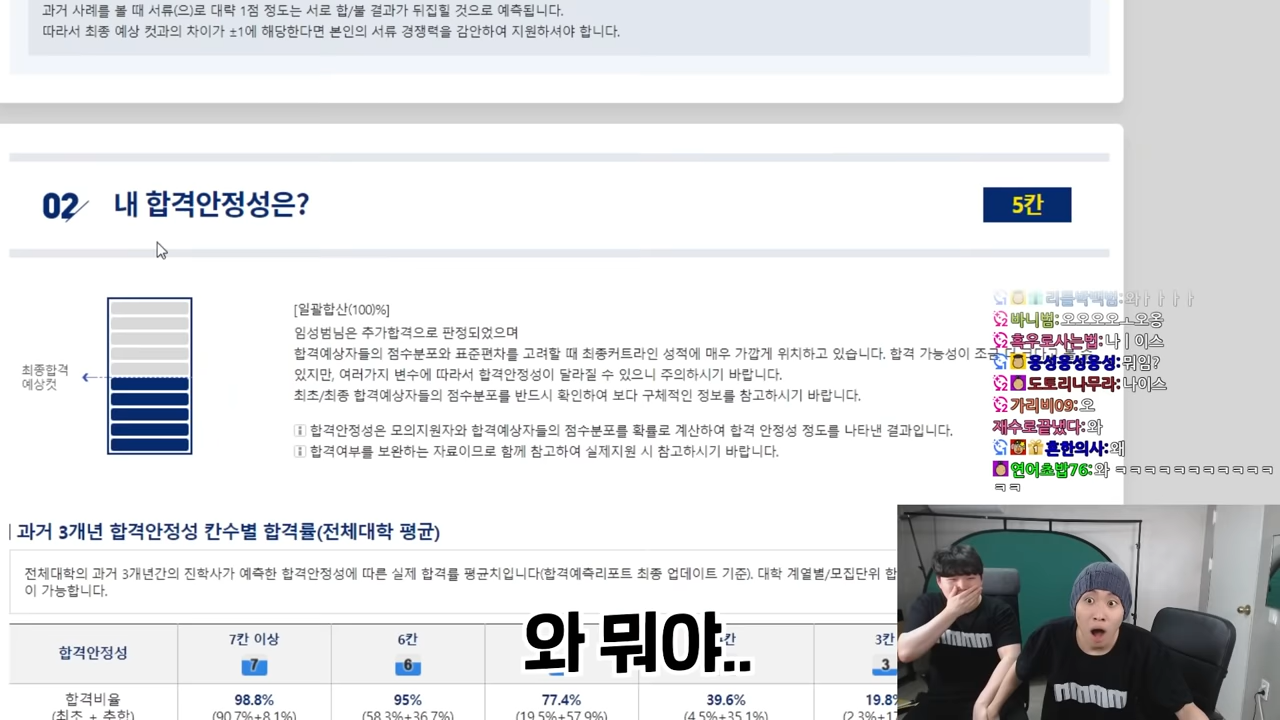 과거 사례를 볼 때 서류(으)로 대략 1점 정도는 서로 합/불 결과가 뒤집힐 것으로 예측됩니다.
따라서 최종 예상 컷과의 차이가 ±1에 해당한다면 본인의 서류 경쟁력을 감안하여 지원하셔야 합니다.
02 내 합격안정성은?
5칸
최종합격
예상컷
[일괄합산(100)%]
임성범님은 추가합격으로 판정되었으며
합격예상자들의 점수분포와 표준편차를 고려할 때 최종커트라인 성적에 매우 가깝게 위치하고 있습니다. 합격 가능성이
있지만, 여러가지 변수에 따라서 합격안정성이 달라질 수 있으니 주의하시기 바랍니다.
최초/최종 합격예상자들의 점수분포를 반드시 확인하여 보다 구체적인 정보를 참고하시기 바랍니다.
합격안정성은 모의지원자와 합격예상자들의 점수분포를 확률로 계산하여 합격 안정성 정도를 나타낸 결과입니다.
합격여부를 보완하는 자료이므로 함께 참고하여 실제지원 시 참고하시기 바랍니다.
바니범: 오오오오ㅗ오옹
흑우로사는법: 나ㅣ이스
용성용성용성: 뭐임?
도토리나무라: 나이스
가리비09: 오
재수로끝냈다: 와
흔한의사: 왜
연어초밥76: 와 ㅋㅋㅋㅋㅋㅋㅋㅋㅋㅋㅋ
ㅋㅋ
과거 3개년 합격안정성 칸수별 합격률(전체대학 평균)
전체대학의 과거 3개년간의 진학사가 예측한 합격안정성에 따른 실제 합격률 평균치입니다(합격예측리포트 최종 업데이트 기준). 대학 계열별/모집단위
이 가능합니다.
합격안정성
7칸 이상
6칸
3칸
7
6
3
와 뭐야..
합격비율
98.8%
95%
77.4%
39.6%
19.8%
(최초 + 추합)
(90.7%+8.1%)
(58.3%+36.7%)
(19.5%+57.9%)
(4.5%+35.1%)